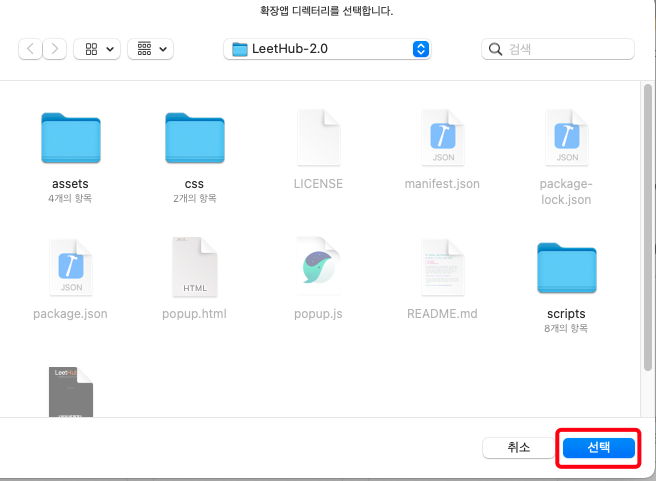 확장앱 디렉터리를 선택합니다.
LeetHub-2.0
검색
assets
4개의 항목
css
2개의 항목
LICENSE
JSON
manifest.json
JSON
package-
lock.json
JSON
package.json
HTML
popup.html
popup.js
README.md
scripts
8개의 항목
LeetHub
취소
선택